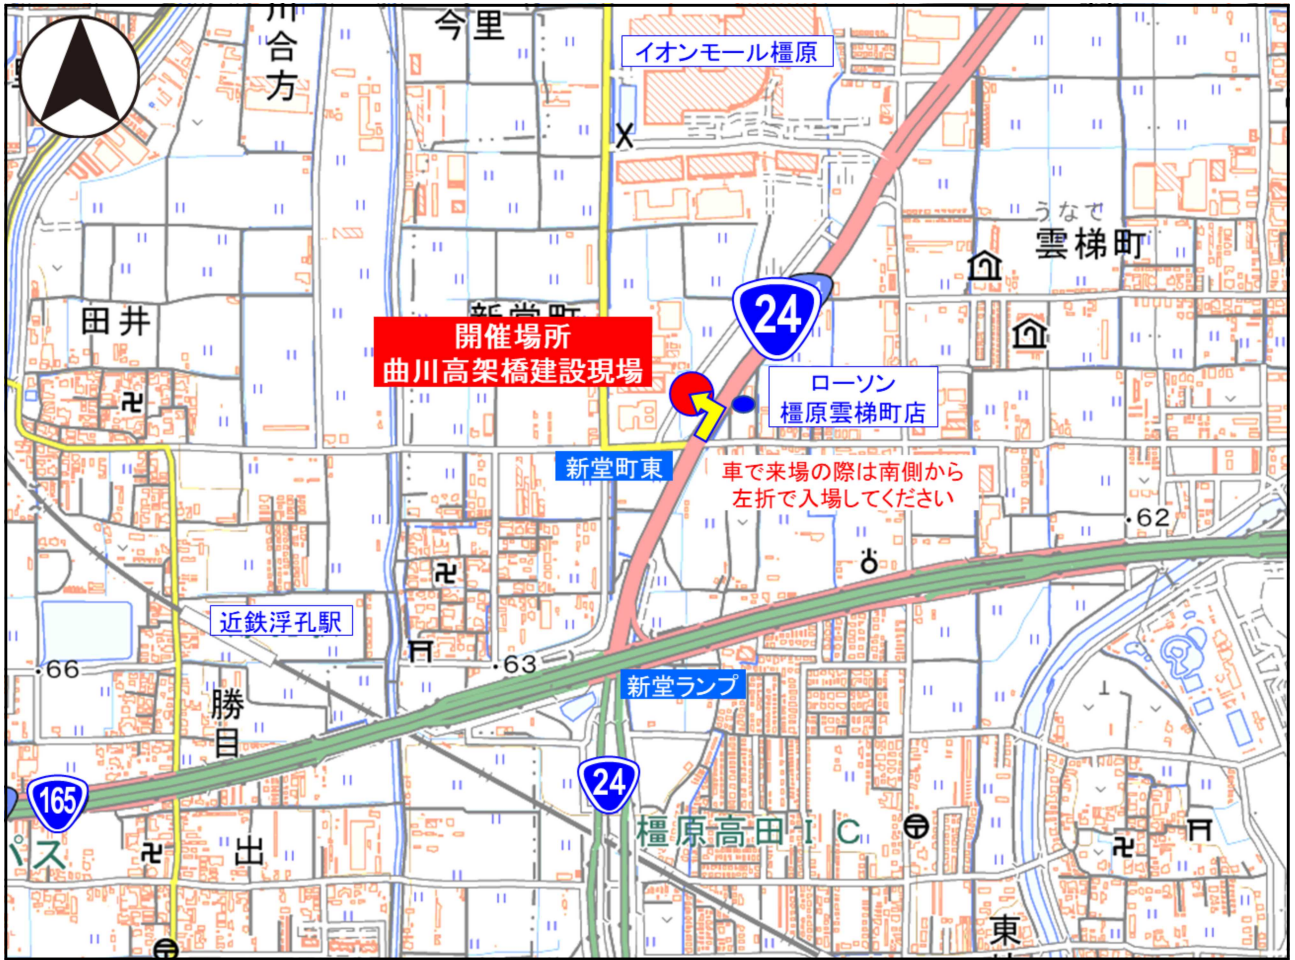 川合方
今里
イオンモール橿原
うなて
雲梯町
24
田井
新堂町
開催場所
曲川高架橋建設現場
ローソン
橿原雲梯町店
新堂町東
車で来場の際は南側から
左折で入場してください
・62
近鉄浮孔駅
・66
・63
新堂ランプ
勝目
24
165
橿原高田IC
パス
出
東